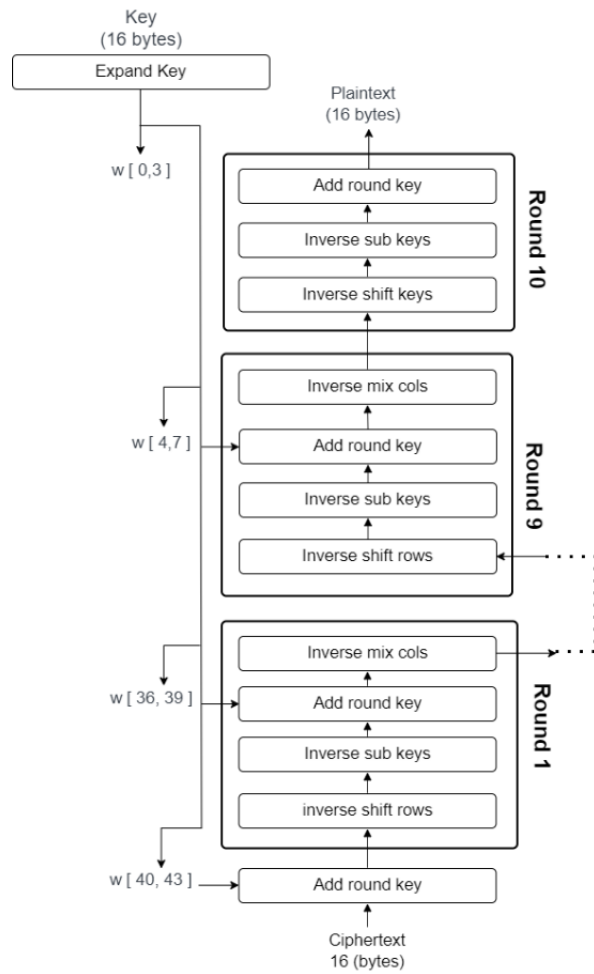 Key
(16 bytes)
Expand Key
Plaintext
(16 bytes)
w [ 0,3 ]
Add round key
Inverse sub keys
Inverse shift keys
Round 10
Inverse mix cols
w [ 4,7 ]
Add round key
Inverse sub keys
Inverse shift rows
Round 9
Inverse mix cols
w [ 36, 39 ]
Add round key
Inverse sub keys
inverse shift rows
Round 1
w [ 40, 43 ]
Add round key
Ciphertext
16 (bytes)